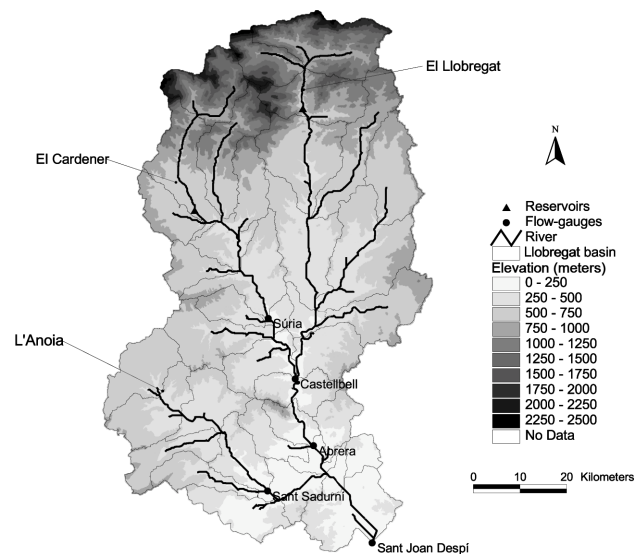 El Llobregat
N
El Cardener
Reservoirs
Flow-gauges
River
Llobregat basin
Elevation (meters)
0 - 250
250 - 500
500 - 750
750 - 1000
1000 - 1250
1250 - 1500
1500 - 1750
1750 - 2000
2000 - 2250
2250 - 2500
No Data
Súria
L'Anoia
Castellbell
Abrera
0 10 20 Kilometers
Sant Sadurní
Sant Joan Despí